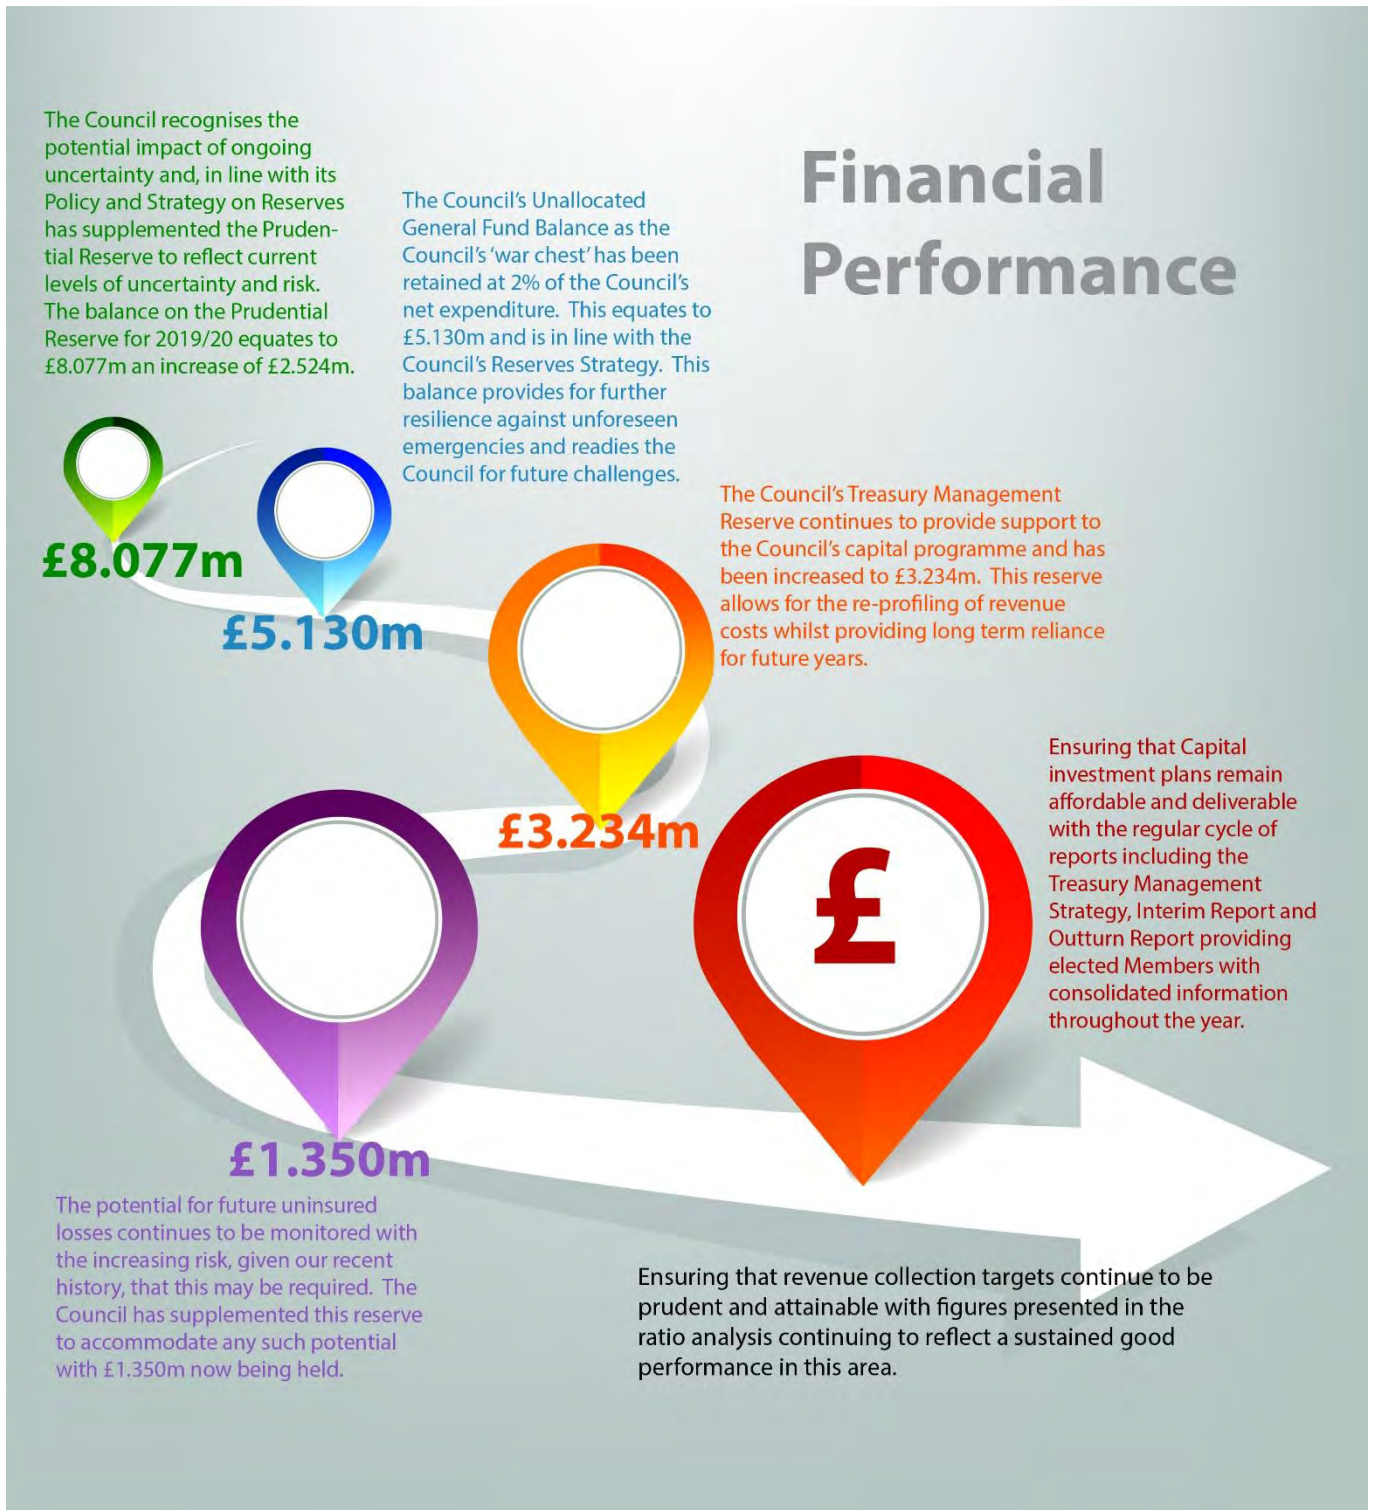 Financial
Performance
The Council recognises the
potential impact of ongoing
uncertainty and, in line with its
Policy and Strategy on Reserves
has supplemented the Pruden-
tial Reserve to reflect current
levels of uncertainty and risk.
The balance on the Prudential
Reserve for 2019/20 equates to
£8.077m an increase of £2.524m.
£8.077m
The Council's Unallocated
General Fund Balance as the
Council's 'war chest' has been
retained at 2% of the Council's
net expenditure. This equates to
£5.130m and is in line with the
Council's Reserves Strategy. This
balance provides for further
resilience against unforeseen
emergencies and readies the
Council for future challenges.
£5.130m
The Council's Treasury Management
Reserve continues to provide support to
the Council's capital programme and has
been increased to £3.234m. This reserve
allows for the re-profiling of revenue
costs whilst providing long term reliance
for future years.
£3.234m
Ensuring that Capital
investment plans remain
affordable and deliverable
with the regular cycle of
reports including the
Treasury Management
Strategy, Interim Report and
Outturn Report providing
elected Members with
consolidated information
throughout the year.
£
£1.350m
The potential for future uninsured
losses continues to be monitored with
the increasing risk, given our recent
history, that this may be required. The
Council has supplemented this reserve
to accommodate any such potential
with £1.350m now being held.
Ensuring that revenue collection targets continue to be
prudent and attainable with figures presented in the
ratio analysis continuing to reflect a sustained good
performance in this area.